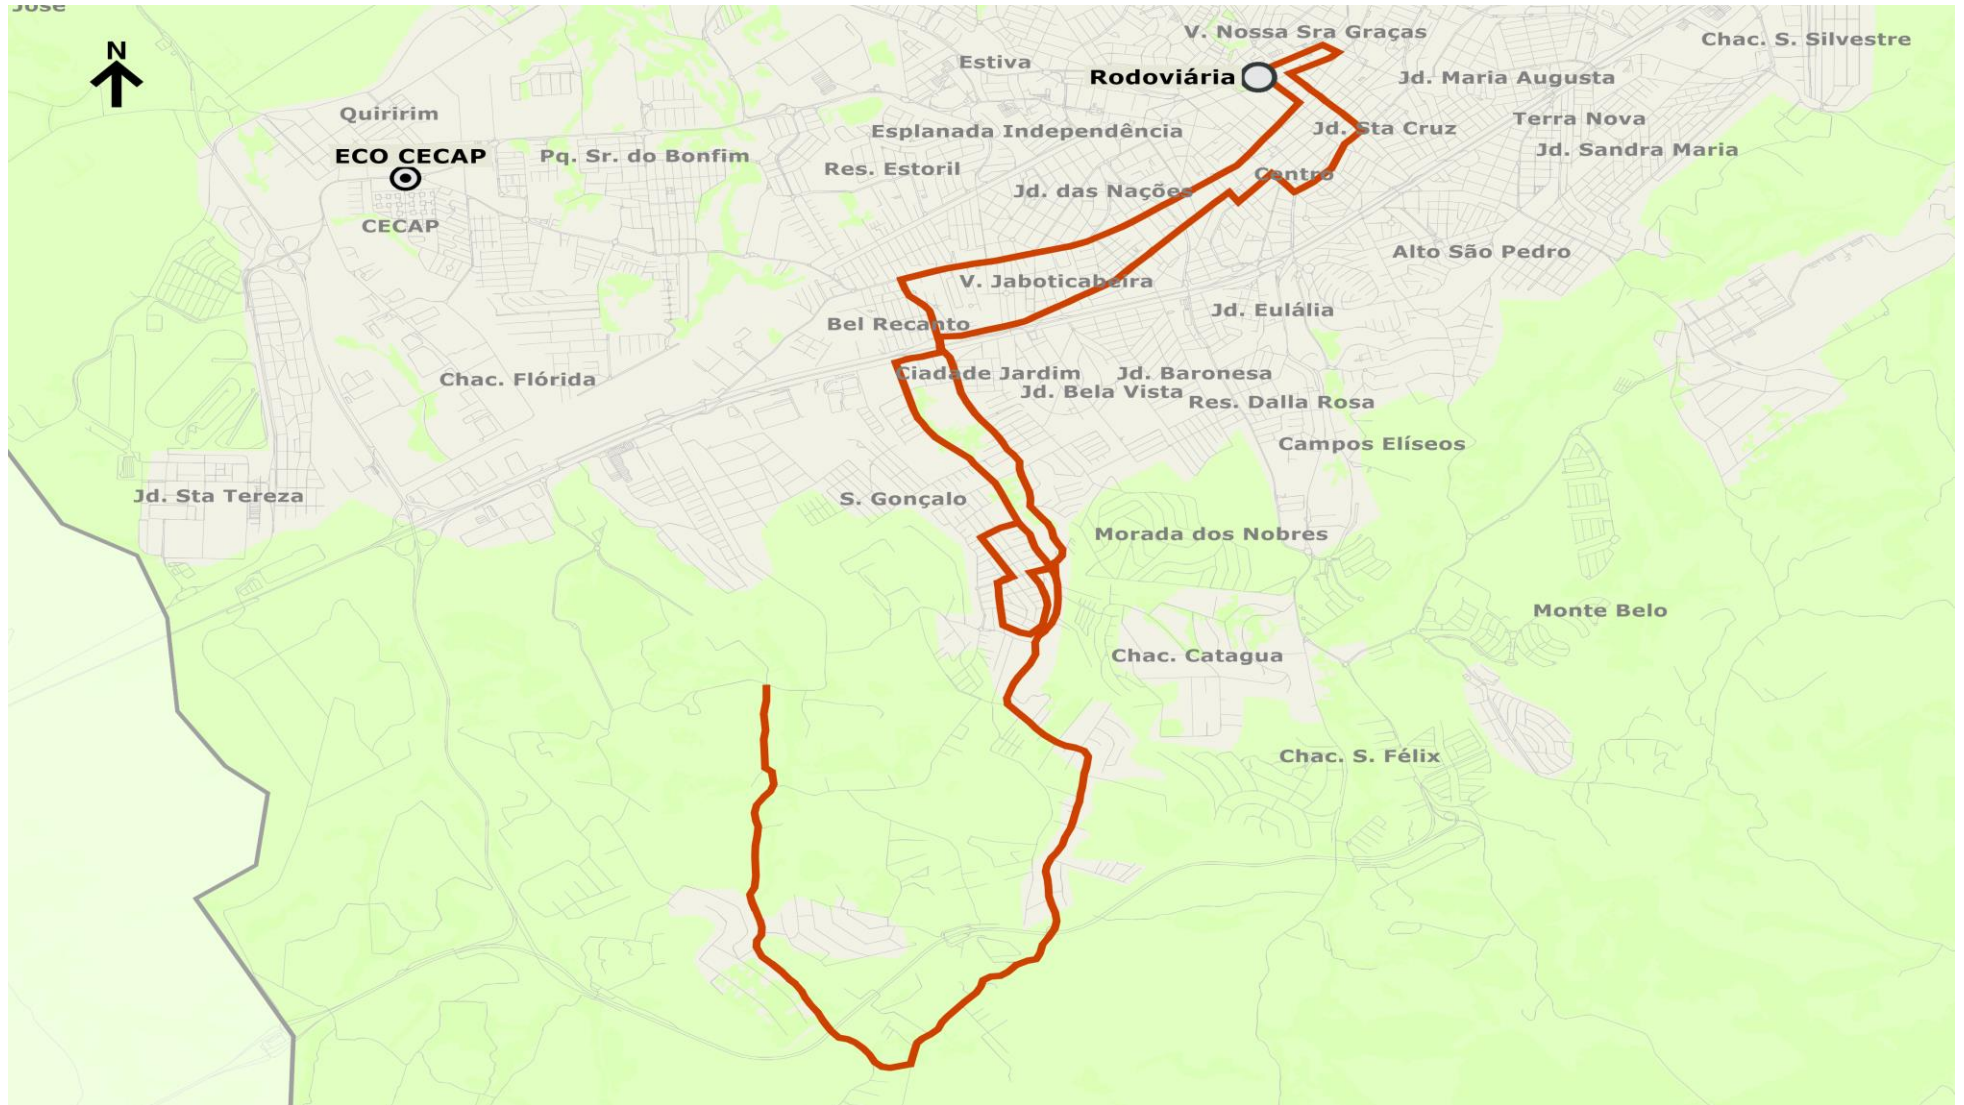 José
V. Nossa Sra Graças
Chac. S. Silvestre
N
Estiva
Rodoviária
Jd. Maria Augusta
Quiririm
Terra Nova
Esplanada Independência
Jd. Sta Cruz
ECO CECAP
Pq. Sr. do Bonfim
Jd. Sandra Maria
Res. Estoril
Centro
Jd. das Nações
CECAP
Alto São Pedro
V. Jaboticabeira
Jd. Eulália
Bel Recanto
Chac. Flórida
Ciadade Jardim
Jd. Baronesa
Jd. Bela Vista
Res. Dalla Rosa
Campos Elíseos
Jd. Sta Tereza
S. Gonçalo
Morada dos Nobres
Monte Belo
Chac. Catagua
Chac. S. Félix